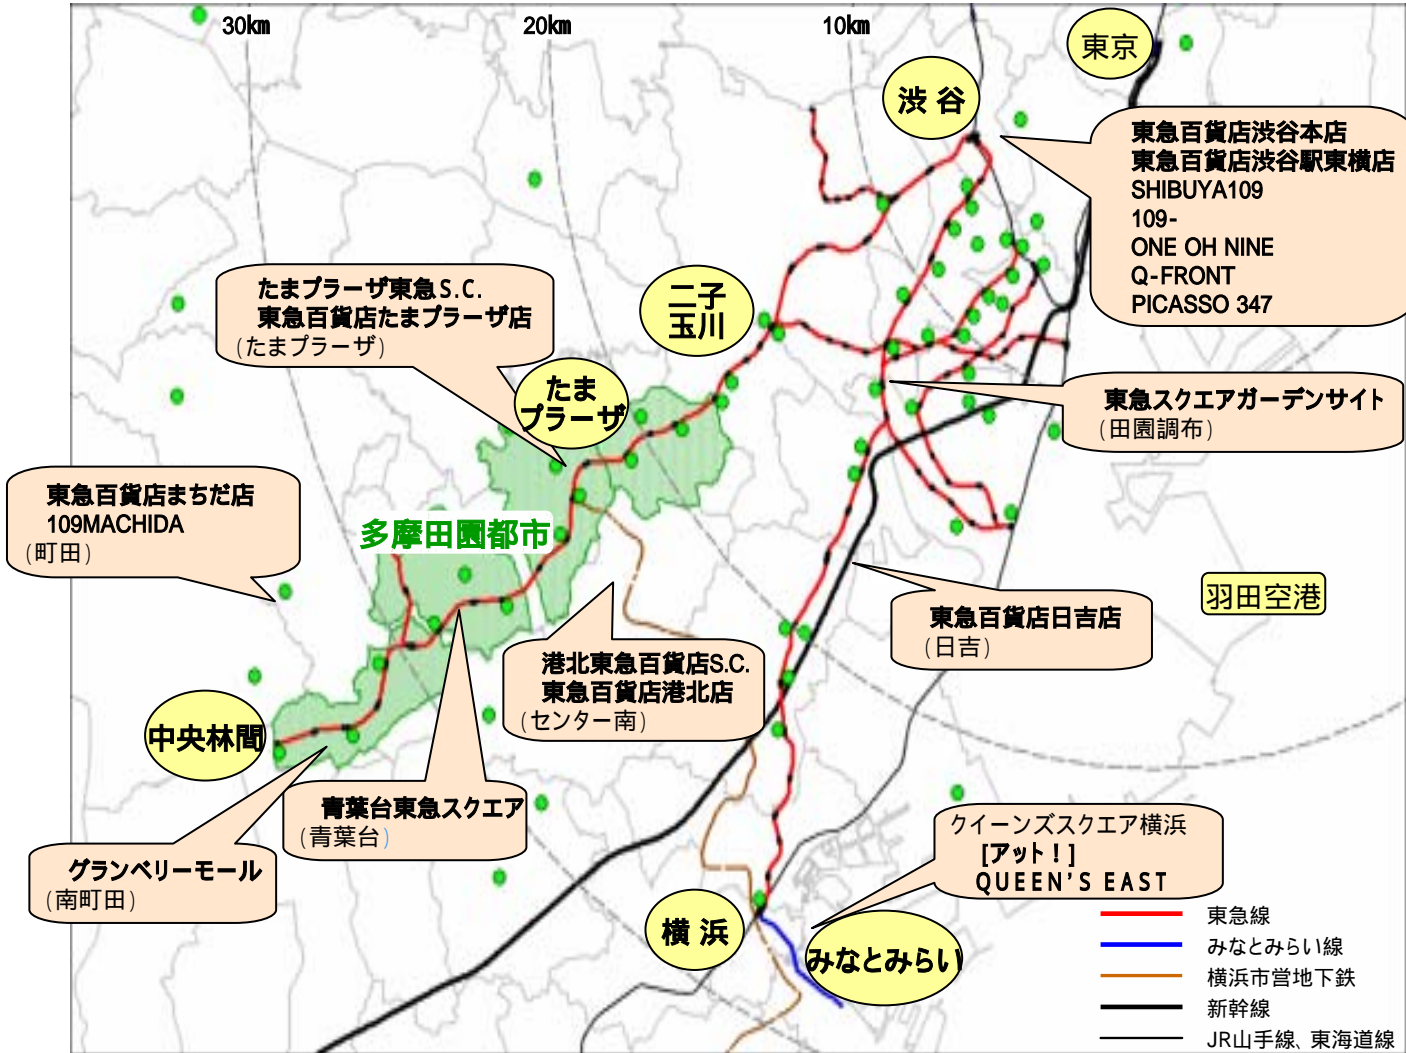 30km
20km
10km
東京
渋谷
東急百貨店渋谷本店
東急百貨店渋谷駅東横店
SHIBUYA109
109-
ONE OH NINE
Q-FRONT
PICASSO 347
たまプラーザ東急S.C.
東急百貨店たまプラーザ店
(たまプラーザ)
二子
玉川
たま
プラーザ
東急スクエアガーデンサイト
(田園調布)
東急百貨店まちだ店
109MACHIDA
(町田)
多摩田園都市
羽田空港
東急百貨店日吉店
(日吉)
港北東急百貨店S.C.
東急百貨店港北店
(センター南)
中央林間
青葉台東急スクエア
(青葉台)
グランベリーモール
(南町田)
クイーンズスクエア横浜
[アット！]
QUEEN'S EAST
横浜
みなとみらい
東急線
みなとみらい線
横浜市営地下鉄
新幹線
JR山手線、東海道線